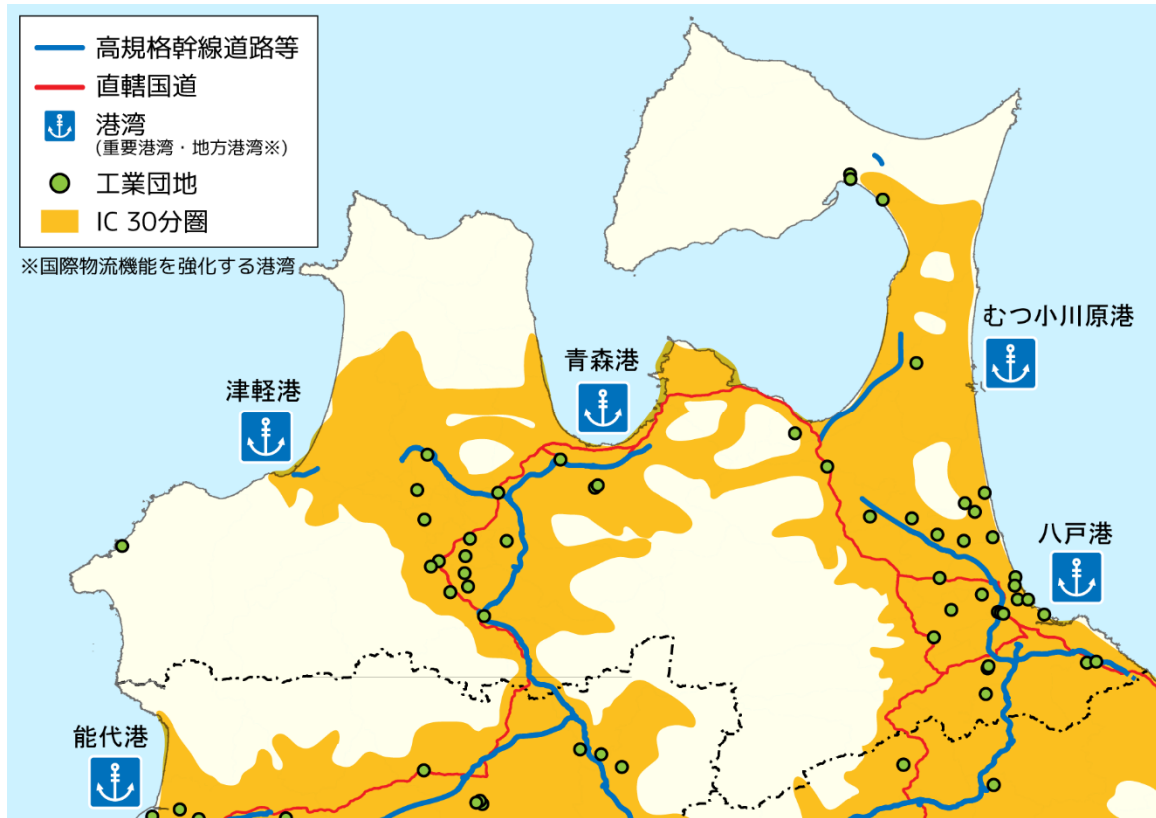 高規格幹線道路等
直轄国道
港湾
(重要港湾・地方港湾※)
工業団地
IC 30分圏
※国際物流機能を強化する港湾
むつ小川原港
青森港
津軽港
八戸港
能代港